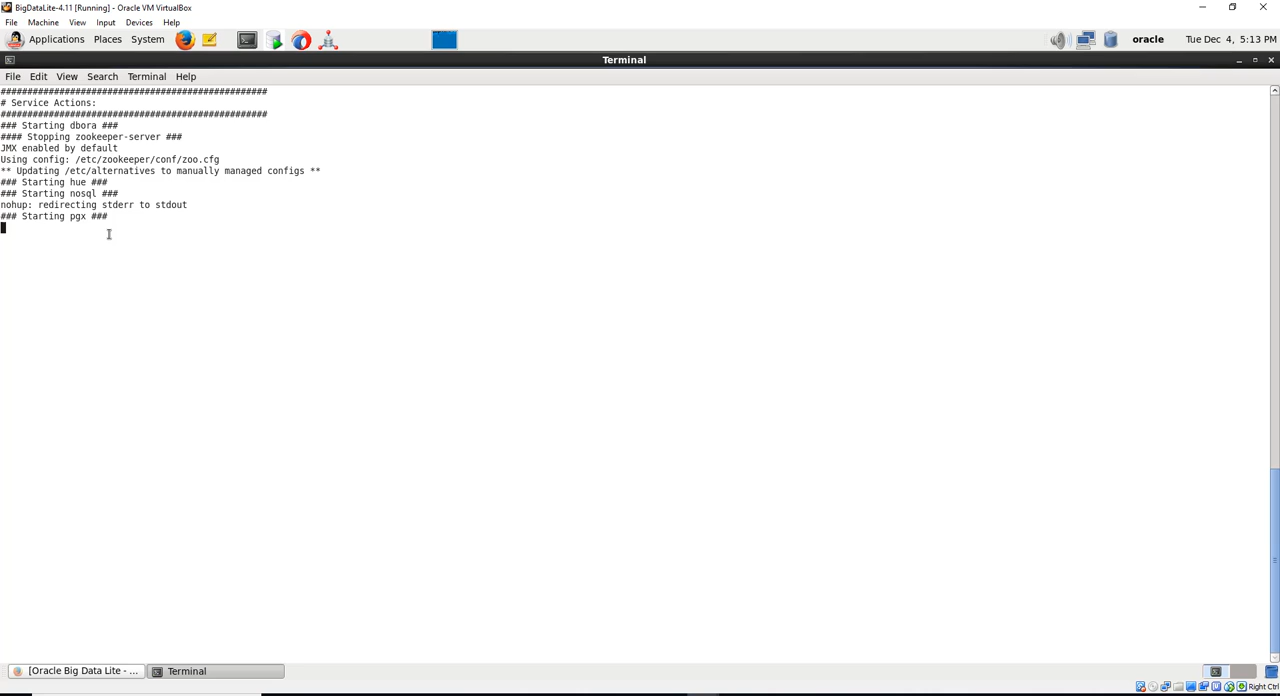 BigDataLite-4.11 [Running] - Oracle VM VirtualBox
File Machine View Input Devices Help
Applications Places System oracle Tue Dec 4, 5:13 PM
Terminal
File Edit View Search Terminal Help
##################################################
# Service Actions:
##################################################
### Starting dbora ###
#### Stopping zookeeper-server ###
JMX enabled by default
Using config: /etc/zookeeper/conf/zoo.cfg
** Updating /etc/alternatives to manually managed configs **
### Starting hue ###
### Starting nosql ###
nohup: redirecting stderr to stdout
### Starting pgx ###
[Oracle Big Data Lite - ... Terminal
Right Ctrl